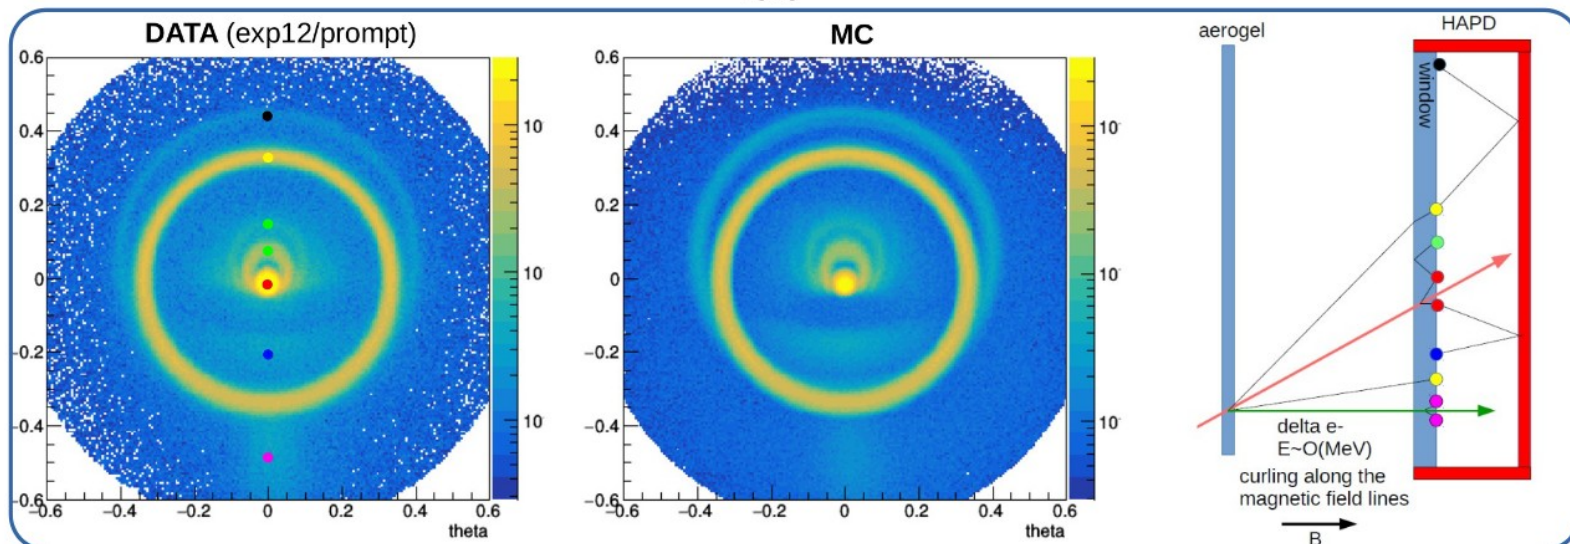 DATA (exp12/prompt)
0.6
0.4
0.2
0
−0.2
−0.4
−0.6
−0.6 −0.4 −0.2 0 0.2 0.4 0.6
theta
10⁻
10⁻
10⁻
MC
0.6
0.4
0.2
0
−0.2
−0.4
−0.6
−0.6 −0.4 −0.2 0 0.2 0.4 0.6
theta
10⁻
10⁻
10⁻
aerogel
HAPD
window
delta e-
E~O(MeV)
curling along the
magnetic field lines
B